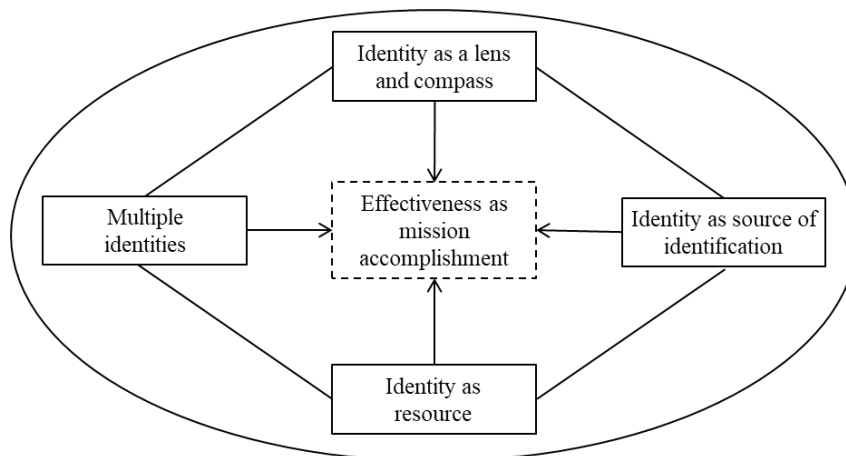 Identity as a lens
and compass
Multiple
identities
Effectiveness as
mission
accomplishment
Identity as source of
identification
Identity as
resource